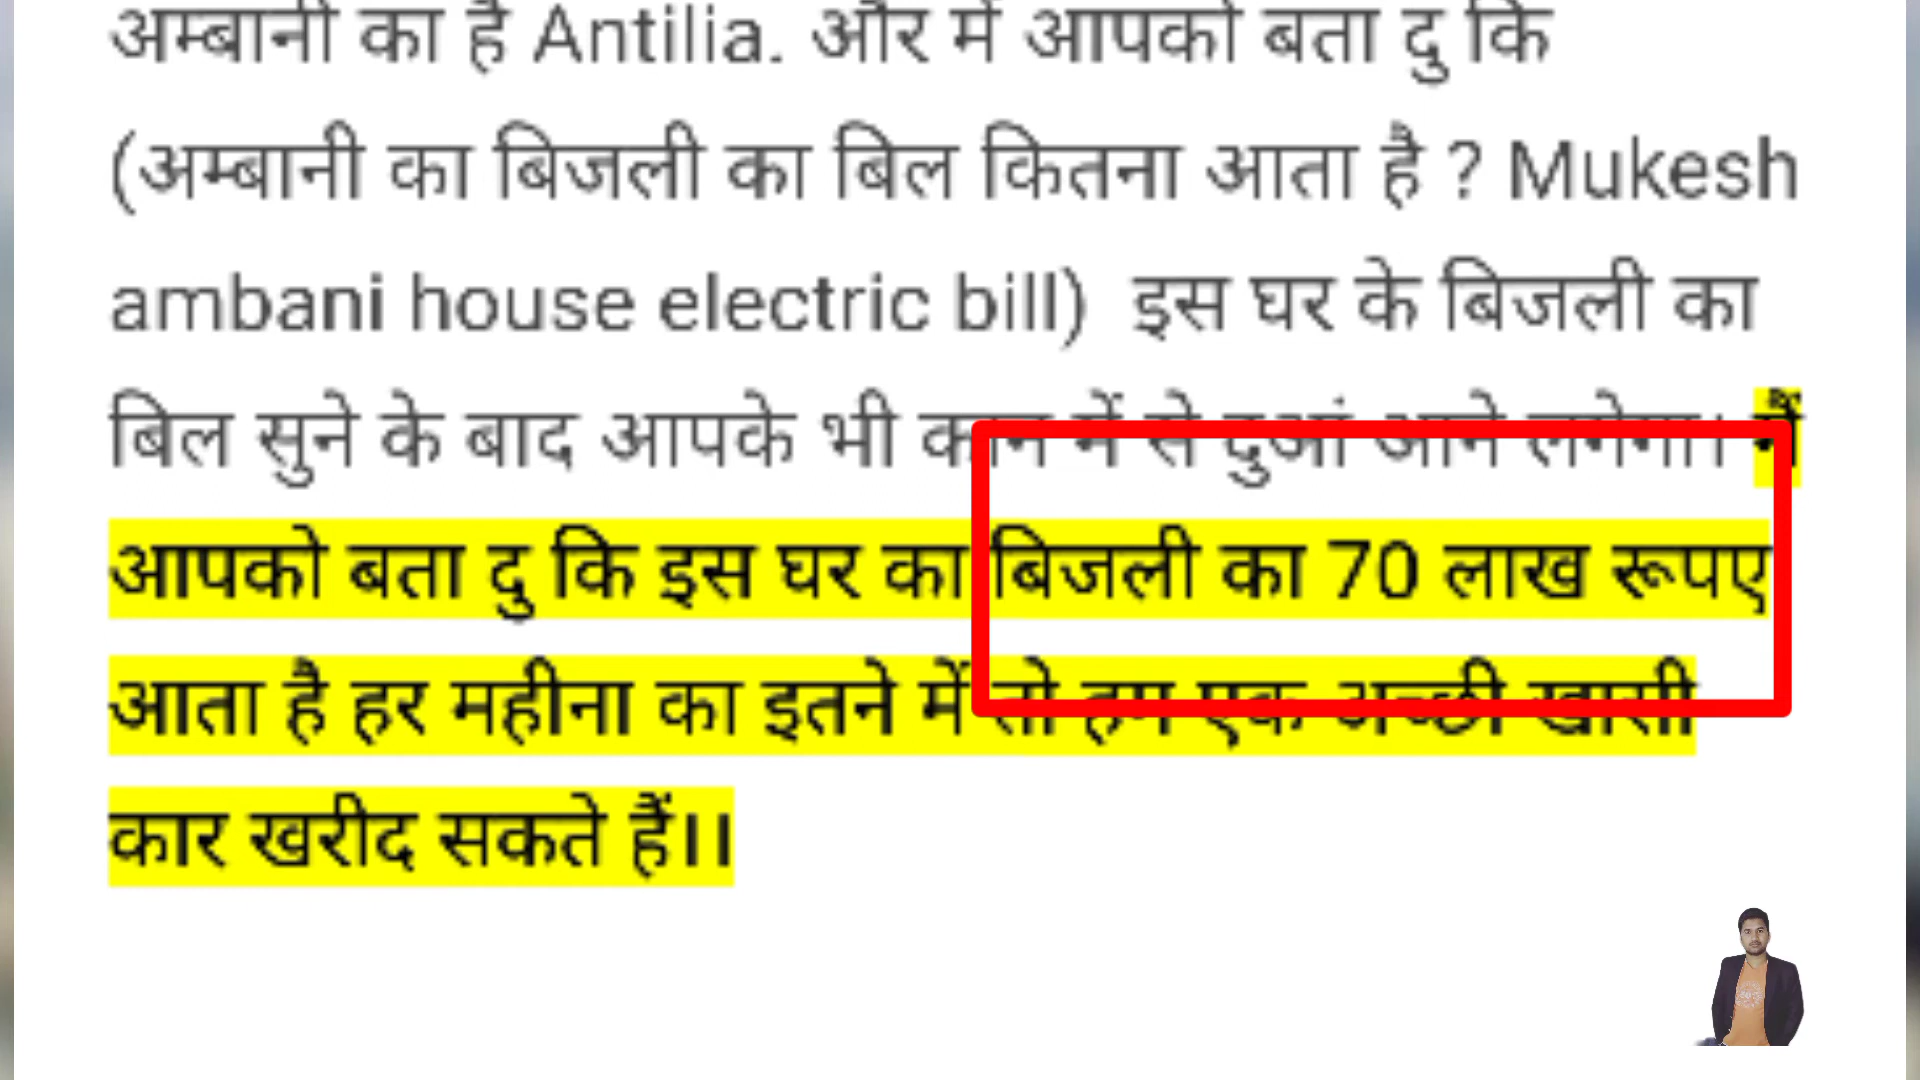 अम्बानी का है Antilia. और में आपको बता दु कि
(अम्बानी का बिजली का बिल कितना आता है ? Mukesh
ambani house electric bill) इस घर के बिजली का
बिल सुने के बाद आपके भी कान में से दुआं आने लगेगा। मैं
आपको बता दु कि इस घर का बिजली का 70 लाख रूपए
आता है हर महीना का इतने में तो हम एक अच्छी खासी
कार खरीद सकते हैं।।